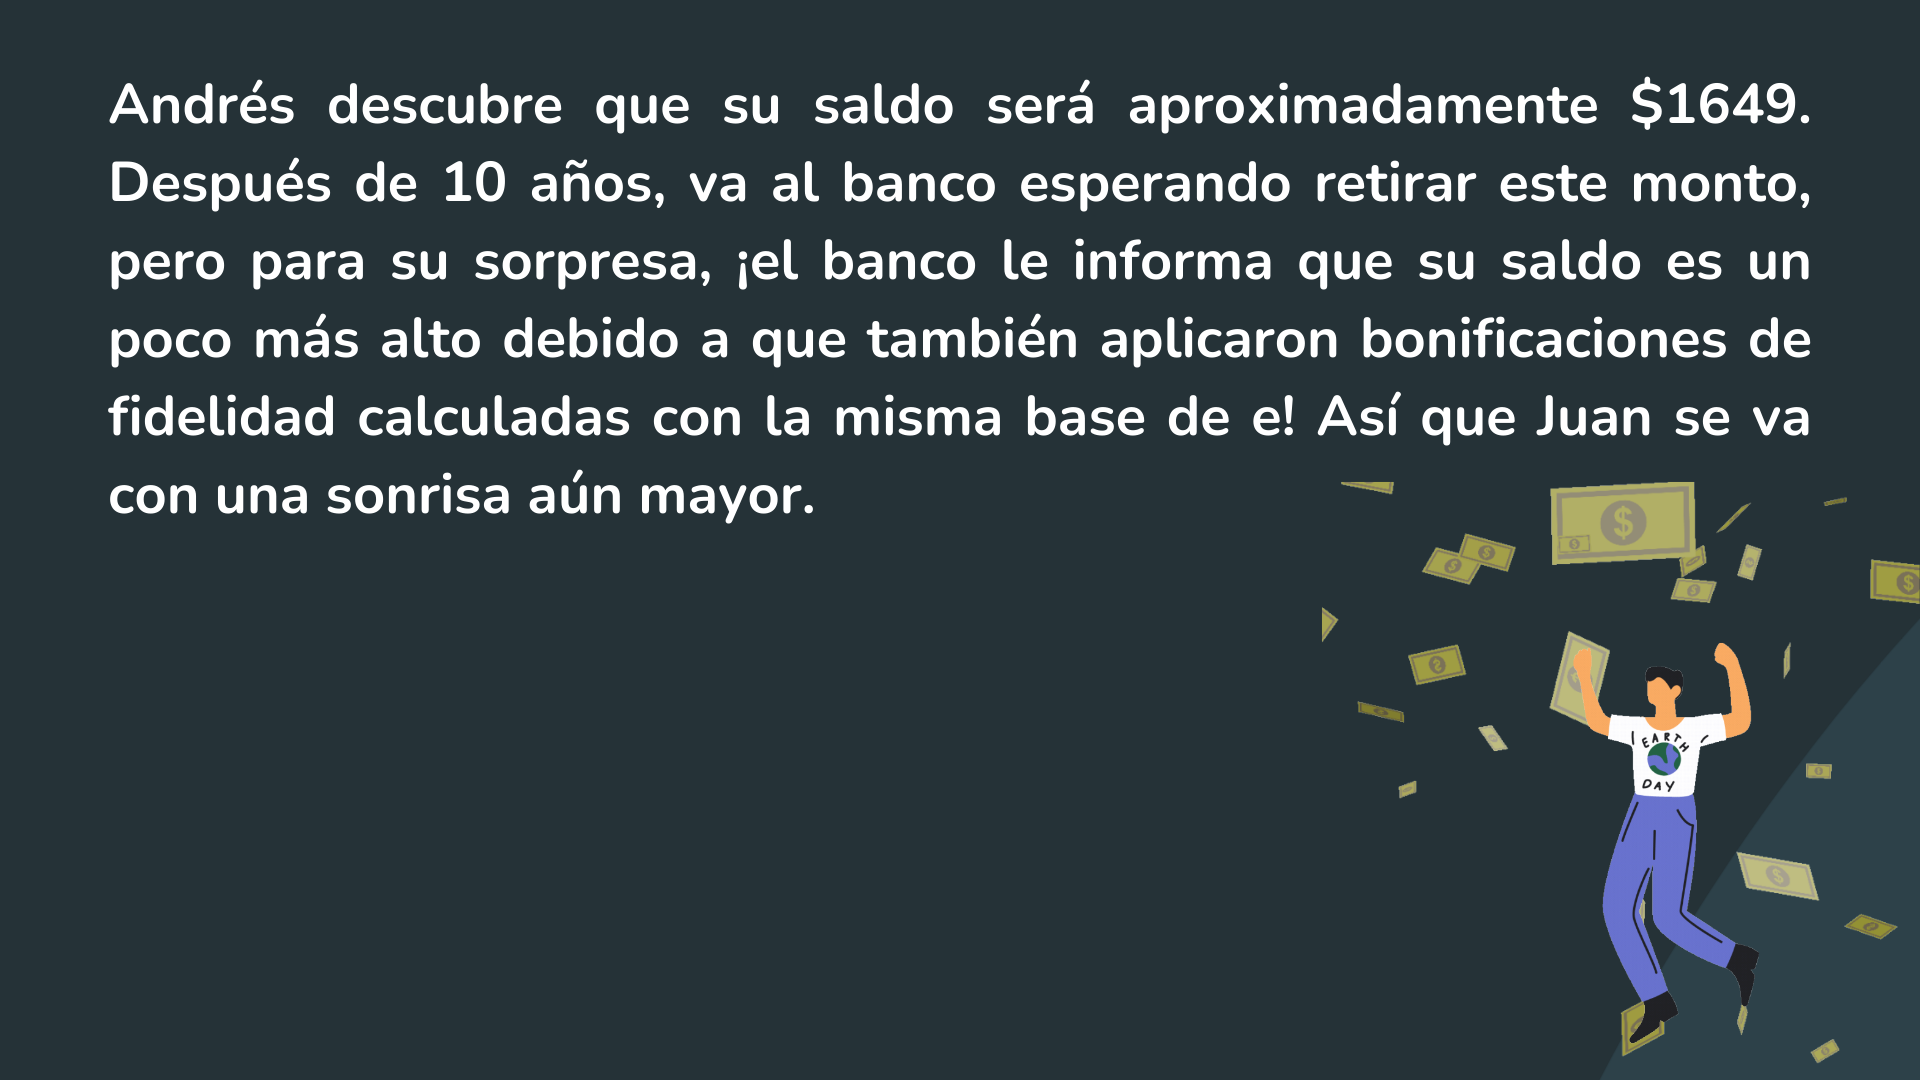 Andrés descubre que su saldo será aproximadamente $1649.
Después de 10 años, va al banco esperando retirar este monto,
pero para su sorpresa, ¡el banco le informa que su saldo es un
poco más alto debido a que también aplicaron bonificaciones de
fidelidad calculadas con la misma base de e! Así que Juan se va
con una sonrisa aún mayor.
EARTH
DAY